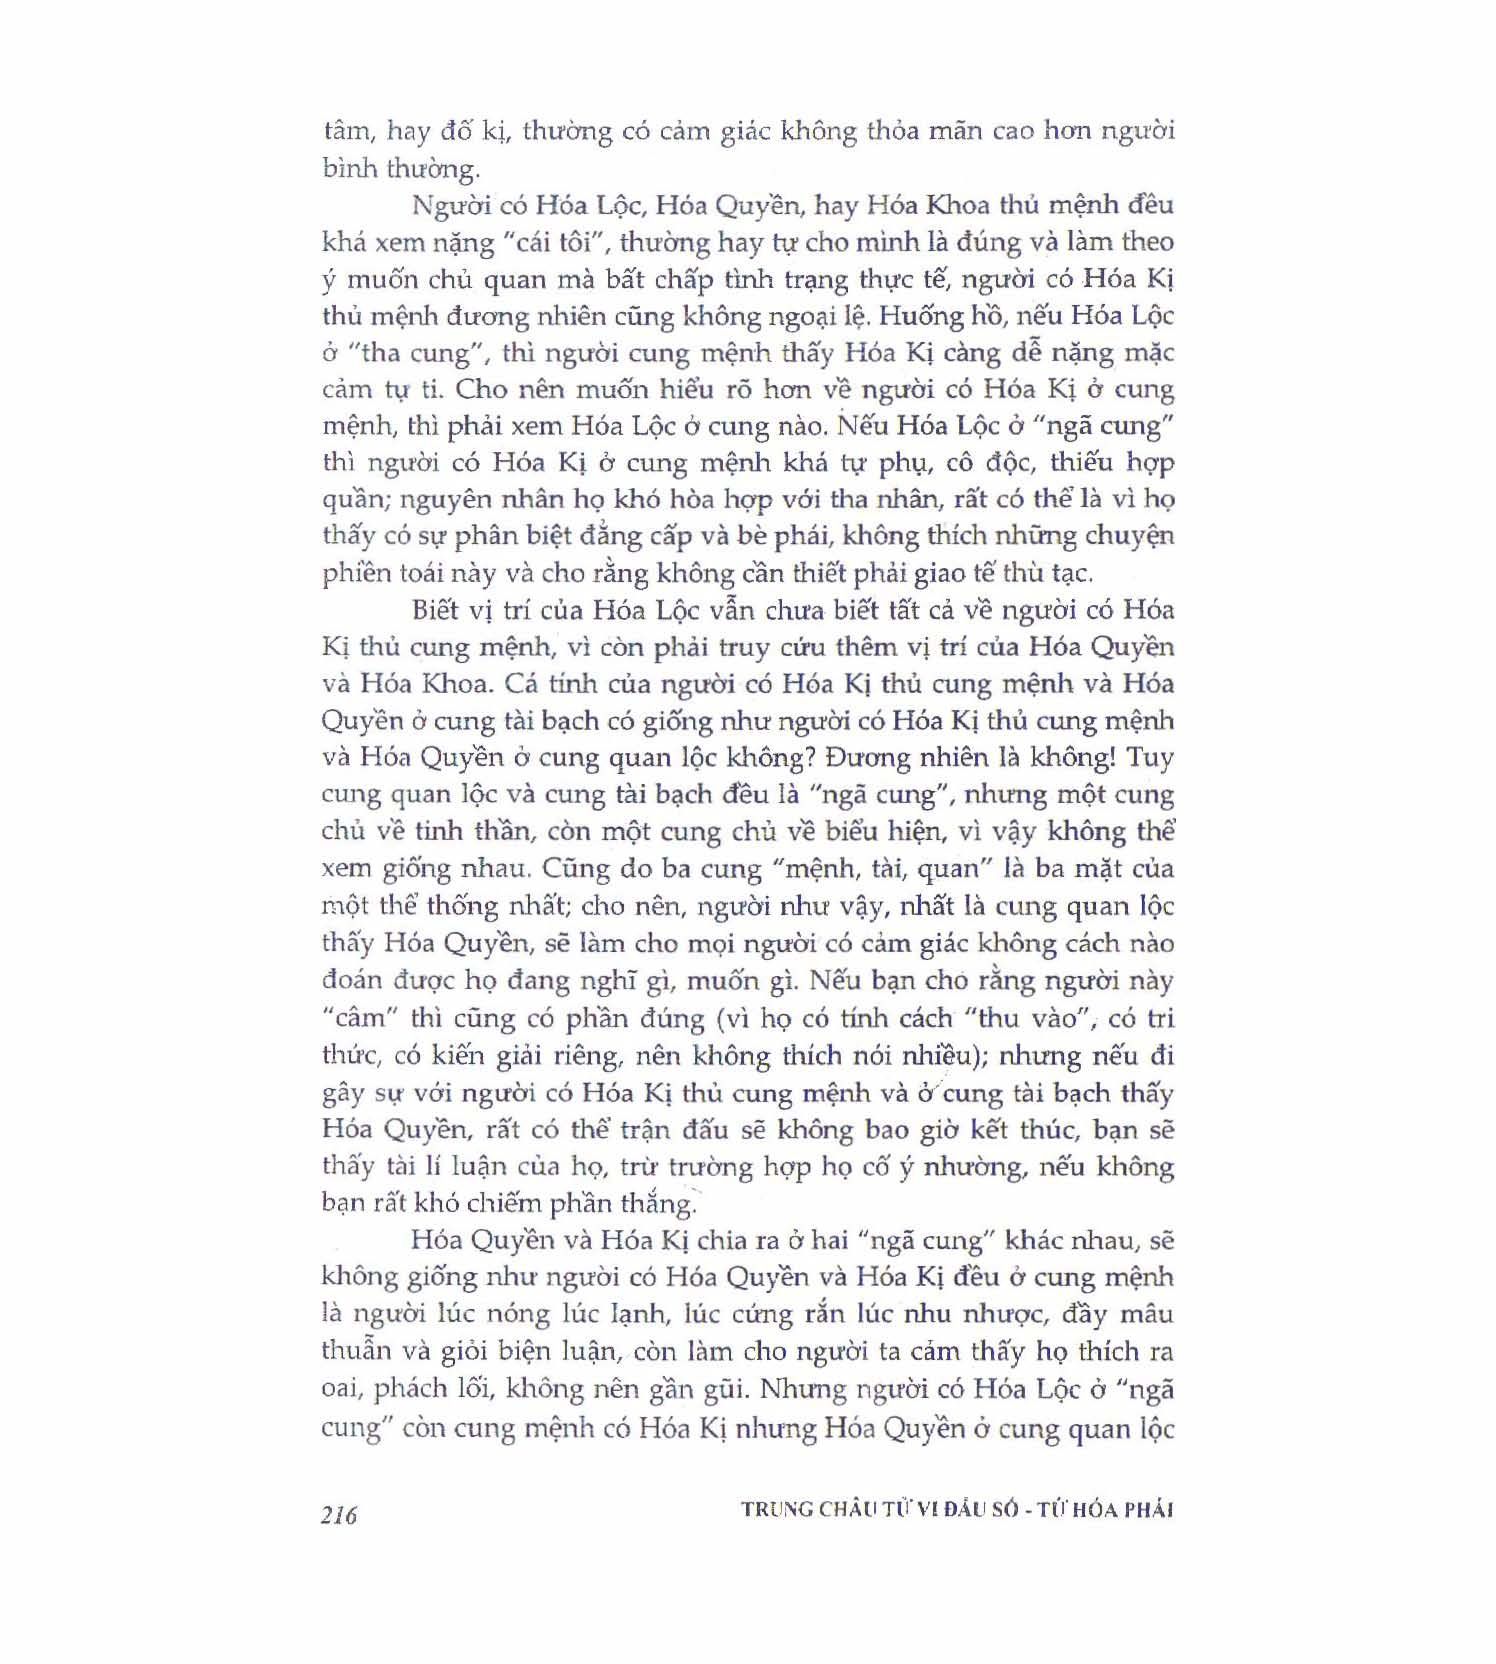 tâm, hay đố kị, thường có cảm giác không thỏa mãn cao hơn người
bình thường.
Người có Hóa Lộc, Hóa Quyền, hay Hóa Khoa thủ mệnh đều
khá xem nặng "cái tôi", thường hay tự cho mình là đúng và làm theo
ý muốn chủ quan mà bất chấp tình trạng thực tế, người có Hóa Kị
thủ mệnh đương nhiên cũng không ngoại lệ. Huống hồ, nếu Hóa Lộc
ở "tha cung", thì người cung mệnh thấy Hóa Kị càng dễ nặng mặc
cảm tự ti. Cho nên muốn hiểu rõ hơn về người có Hóa Kị ở cung
mệnh, thì phải xem Hóa Lộc ở cung nào. Nếu Hóa Lộc ở "ngã cung"
thì người có Hóa Kị ở cung mệnh khá tự phụ, cô độc, thiếu hợp
quần; nguyên nhân họ khó hòa hợp với tha nhân, rất có thể là vì họ
thấy có sự phân biệt đẳng cấp và bè phái, không thích những chuyện
phiền toái này và cho rằng không cần thiết phải giao tế thù tạc.
Biết vị trí của Hóa Lộc vẫn chưa biết tất cả về người có Hóa
Kị thủ cung mệnh, vì còn phải truy cứu thêm vị trí của Hóa Quyền
và Hóa Khoa. Cá tính của người có Hóa Kị thủ cung mệnh và Hóa
Quyền ở cung tài bạch có giống như người có Hóa Kị thủ cung mệnh
và Hóa Quyền ở cung quan lộc không? Đương nhiên là không! Tuy
cung quan lộc và cung tài bạch đều là "ngã cung", nhưng một cung
chủ về tinh thần, còn một cung chủ về biểu hiện, vì vậy không thể
xem giống nhau. Cũng do ba cung "mệnh, tài, quan" là ba mặt của
một thể thống nhất; cho nên, người như vậy, nhất là cung quan lộc
thấy Hóa Quyền, sẽ làm cho mọi người có cảm giác không cách nào
đoán được họ đang nghĩ gì, muốn gì. Nếu bạn cho rằng người này
"câm" thì cũng có phần đúng (vì họ có tính cách "thu vào", có tri
thức, có kiến giải riêng, nên không thích nói nhiều); nhưng nếu đi
gây sự với người có Hóa Kị thủ cung mệnh và ở cung tài bạch thấy
Hóa Quyền, rất có thể trận đấu sẽ không bao giờ kết thúc, bạn sẽ
thấy tài lí luận của họ, trừ trường hợp họ cố ý nhường, nếu không
bạn rất khó chiếm phần thắng.
Hóa Quyền và Hóa Kị chia ra ở hai "ngã cung" khác nhau, sẽ
không giống như người có Hóa Quyền và Hóa Kị đều ở cung mệnh
là người lúc nóng lúc lạnh, lúc cứng rắn lúc nhu nhược, đầy mâu
thuẫn và giỏi biện luận, còn làm cho người ta cảm thấy họ thích ra
oai, phách lối, không nên gần gũi. Nhưng người có Hóa Lộc ở "ngã
cung" còn cung mệnh có Hóa Kị nhưng Hóa Quyền ở cung quan lộc
216
TRUNG CHÂU TỬ VI ĐẨU SỐ - TỨ HÓA PHÁI